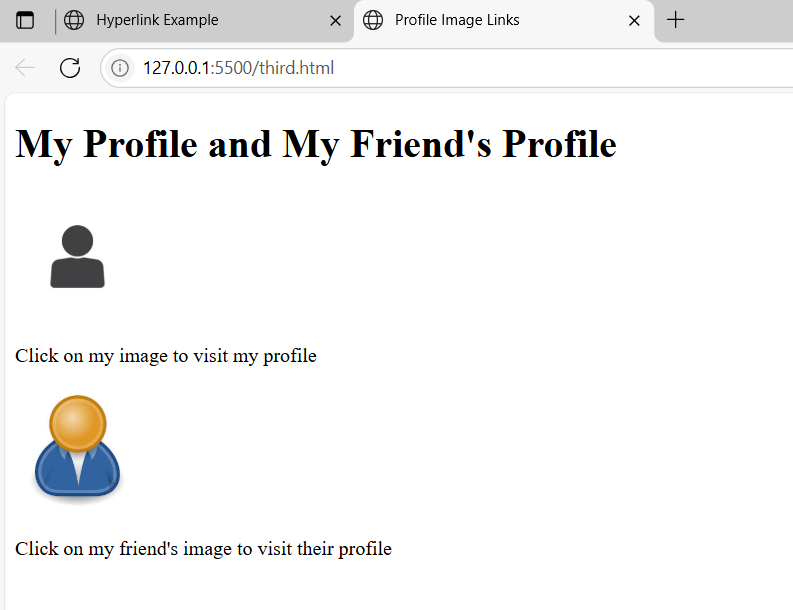 Hyperlink Example
Profile Image Links
127.0.0.1:5500/third.html
My Profile and My Friend's Profile
Click on my image to visit my profile
Click on my friend's image to visit their profile